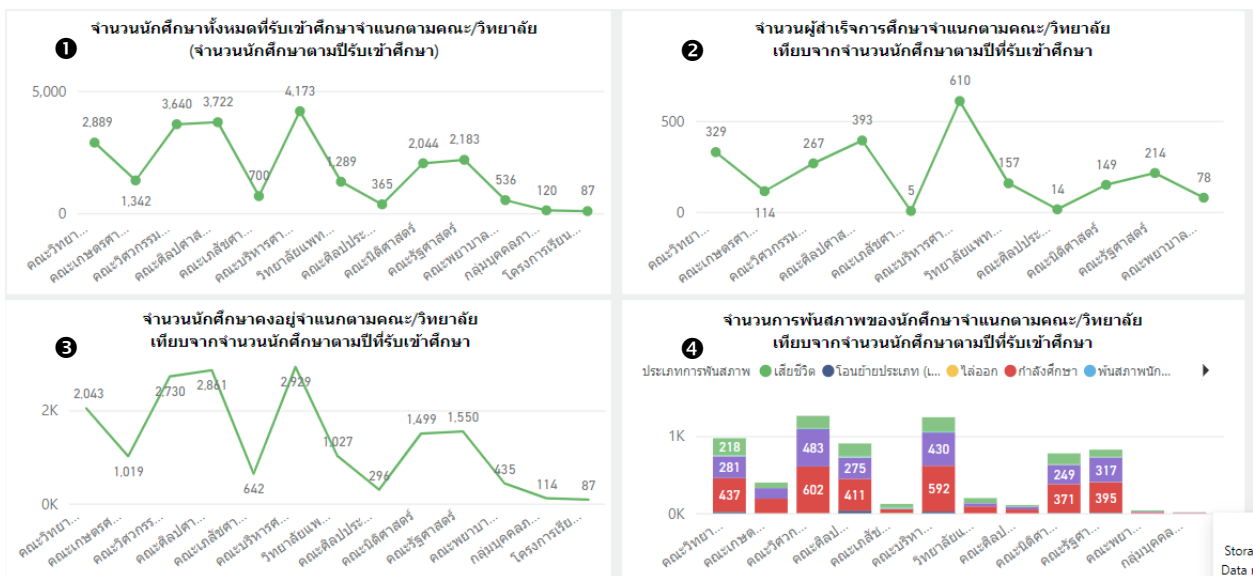 ❶
จำนวนนักศึกษาทั้งหมดที่รับเข้าศึกษาจำแนกตามคณะ/วิทยาลัย
(จำนวนนักศึกษาตามปีรับเข้าศึกษา)
5,000
0
2,889
1,342
3,640
3,722
700
4,173
1,289
365
2,044
2,183
536
120
87
คณะวิทยา...
คณะเกษตรศา...
คณะวิศวกรรม...
คณะศิลปศาส...
คณะเภสัชศา...
คณะบริหารศา...
วิทยาลัยแพท...
คณะศิลปประ...
คณะนิติศาสตร์
คณะรัฐศาสตร์
คณะพยาบาล...
กลุ่มบุคคลภา...
โครงการเรียน...
❷
จำนวนผู้สำเร็จการศึกษาจำแนกตามคณะ/วิทยาลัย
เทียบจากจำนวนนักศึกษาตามปีที่รับเข้าศึกษา
500
0
329
114
267
393
5
610
157
14
149
214
78
คณะวิทยา...
คณะเกษตรศา...
คณะวิศวกรรม...
คณะศิลปศาส...
คณะเภสัชศา...
คณะบริหารศา...
วิทยาลัยแพท...
คณะศิลปประ...
คณะนิติศาสตร์
คณะรัฐศาสตร์
คณะพยาบาล...
❸
จำนวนนักศึกษาคงอยู่จำแนกตามคณะ/วิทยาลัย
เทียบจากจำนวนนักศึกษาตามปีที่รับเข้าศึกษา
2K
0K
2,043
1,019
2,730
2,861
642
2,929
1,027
296
1,499
1,550
435
114
87
คณะวิทยา...
คณะเกษตรศ...
คณะวิศวกรร...
คณะศิลปศา...
คณะเภสัชศา...
คณะบริหารศ...
วิทยาลัยแพ...
คณะศิลปประ...
คณะนิติศาสตร์
คณะรัฐศาสตร์
คณะพยาบา...
กลุ่มบุคคลภ...
โครงการเรีย...
❹
จำนวนการพ้นสภาพของนักศึกษาจำแนกตามคณะ/วิทยาลัย
เทียบจากจำนวนนักศึกษาตามปีที่รับเข้าศึกษา
ประเภทการพ้นสภาพ เสียชีวิต โอนย้ายประเภท (เ... ไล่ออก กำลังศึกษา พ้นสภาพนัก...
1K
0K
218
281
437
483
602
275
411
430
592
249
371
317
395
คณะวิทยา...
คณะเกษต...
คณะวิศวก...
คณะศิลป...
คณะเภสัช...
คณะบริหา...
วิทยาลัยแ...
คณะศิลป...
คณะนิติศา...
คณะรัฐศา...
คณะพยา...
กลุ่มบุคคล...
Stora
Data